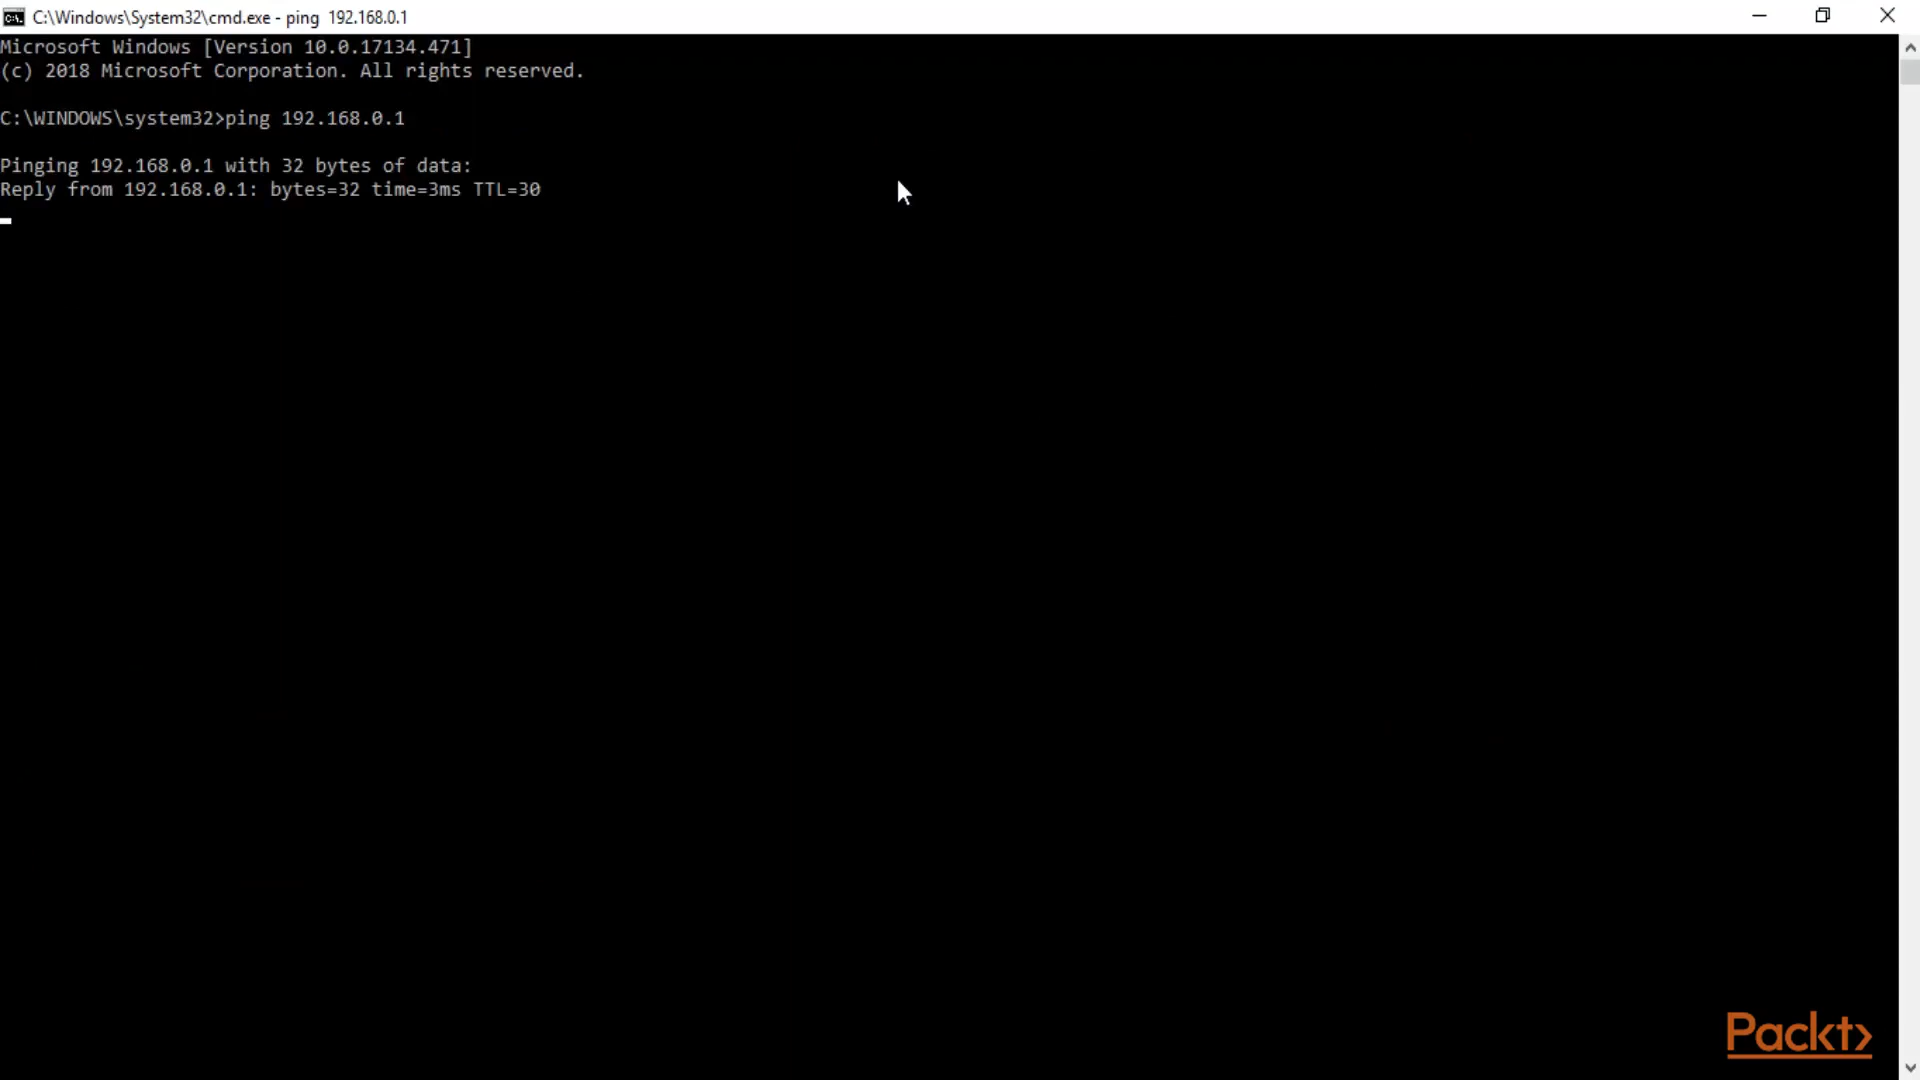 C:\Windows\System32\cmd.exe - ping  192.168.0.1
Microsoft Windows [Version 10.0.17134.471]
(c) 2018 Microsoft Corporation. All rights reserved.
C:\WINDOWS\system32>ping 192.168.0.1
Pinging 192.168.0.1 with 32 bytes of data:
Reply from 192.168.0.1: bytes=32 time=3ms TTL=30
Packt>